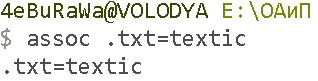 4eBuRaWa@VOLODYA E:\ОАиП
$ assoc .txt=textic
.txt=textic